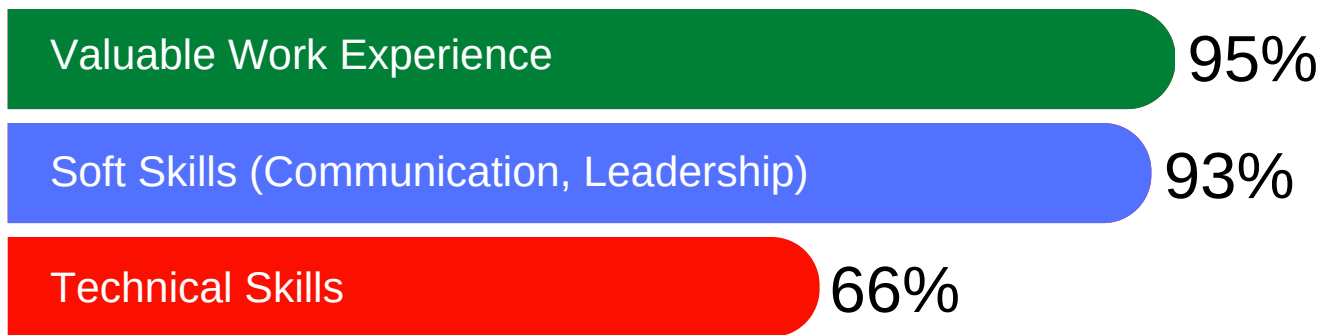 Valuable Work Experience 95%
Soft Skills (Communication, Leadership) 93%
Technical Skills 66%